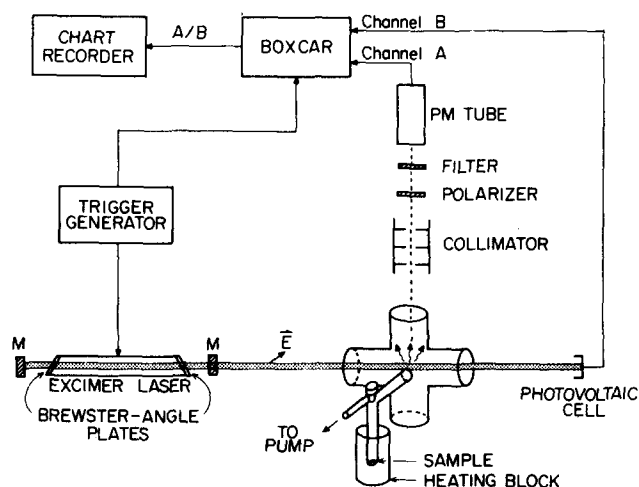 Channel B
CHART
RECORDER
A/B
BOXCAR
Channel A
PM TUBE
FILTER
POLARIZER
TRIGGER
GENERATOR
COLLIMATOR
M
M
E
EXCIMER LASER
BREWSTER-ANGLE
PLATES
PHOTOVOLTAIC
CELL
TO
PUMP
SAMPLE
HEATING BLOCK